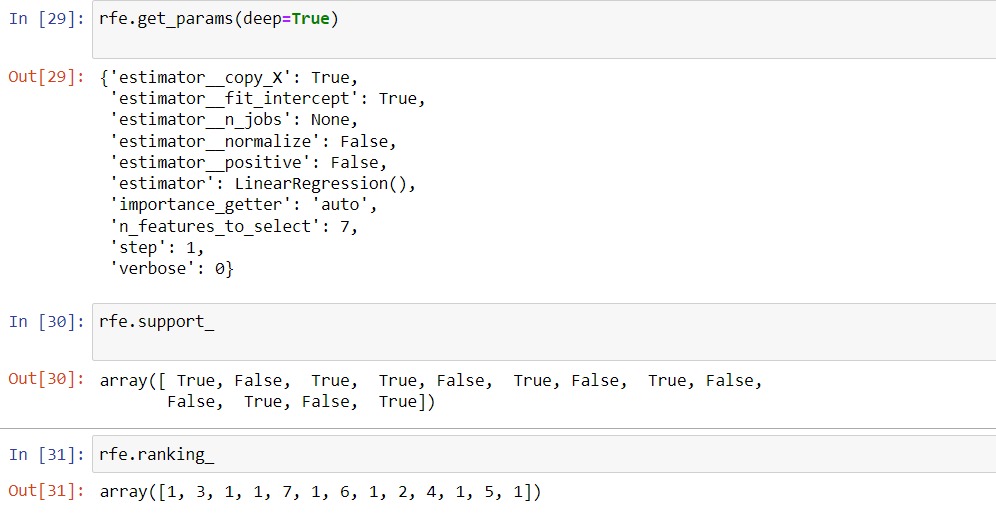 In [29]: rfe.get_params(deep=True)
Out[29]: {'estimator__copy_X': True,
'estimator__fit_intercept': True,
'estimator__n_jobs': None,
'estimator__normalize': False,
'estimator__positive': False,
'estimator': LinearRegression(),
'importance_getter': 'auto',
'n_features_to_select': 7,
'step': 1,
'verbose': 0}
In [30]: rfe.support_
Out[30]: array([ True, False,  True,  True, False,  True, False,  True, False,
False,  True, False,  True])
In [31]: rfe.ranking_
Out[31]: array([1, 3, 1, 1, 7, 1, 6, 1, 2, 4, 1, 5, 1])